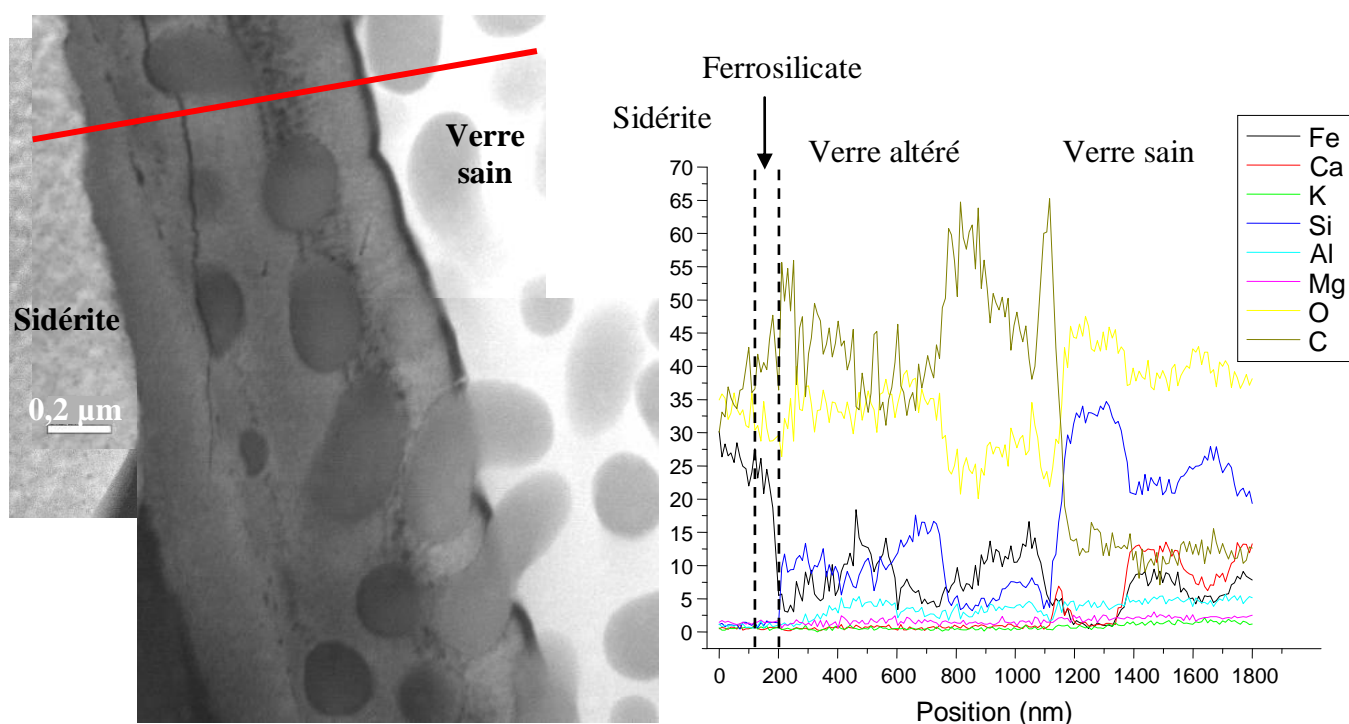 Verre
sain
Sidérite
0,2 µm
Ferrosilicate
Sidérite
Verre altéré
Verre sain
70
65
60
55
50
45
40
35
30
25
20
15
10
5
0
0 200 400 600 800 1000 1200 1400 1600 1800
Position (nm)
Fe
Ca
K
Si
Al
Mg
O
C